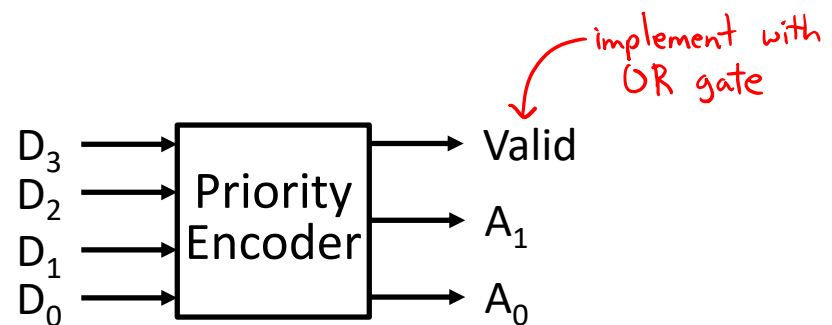 implement with
OR gate
D₃
D₂
D₁
D₀
Priority
Encoder
Valid
A₁
A₀